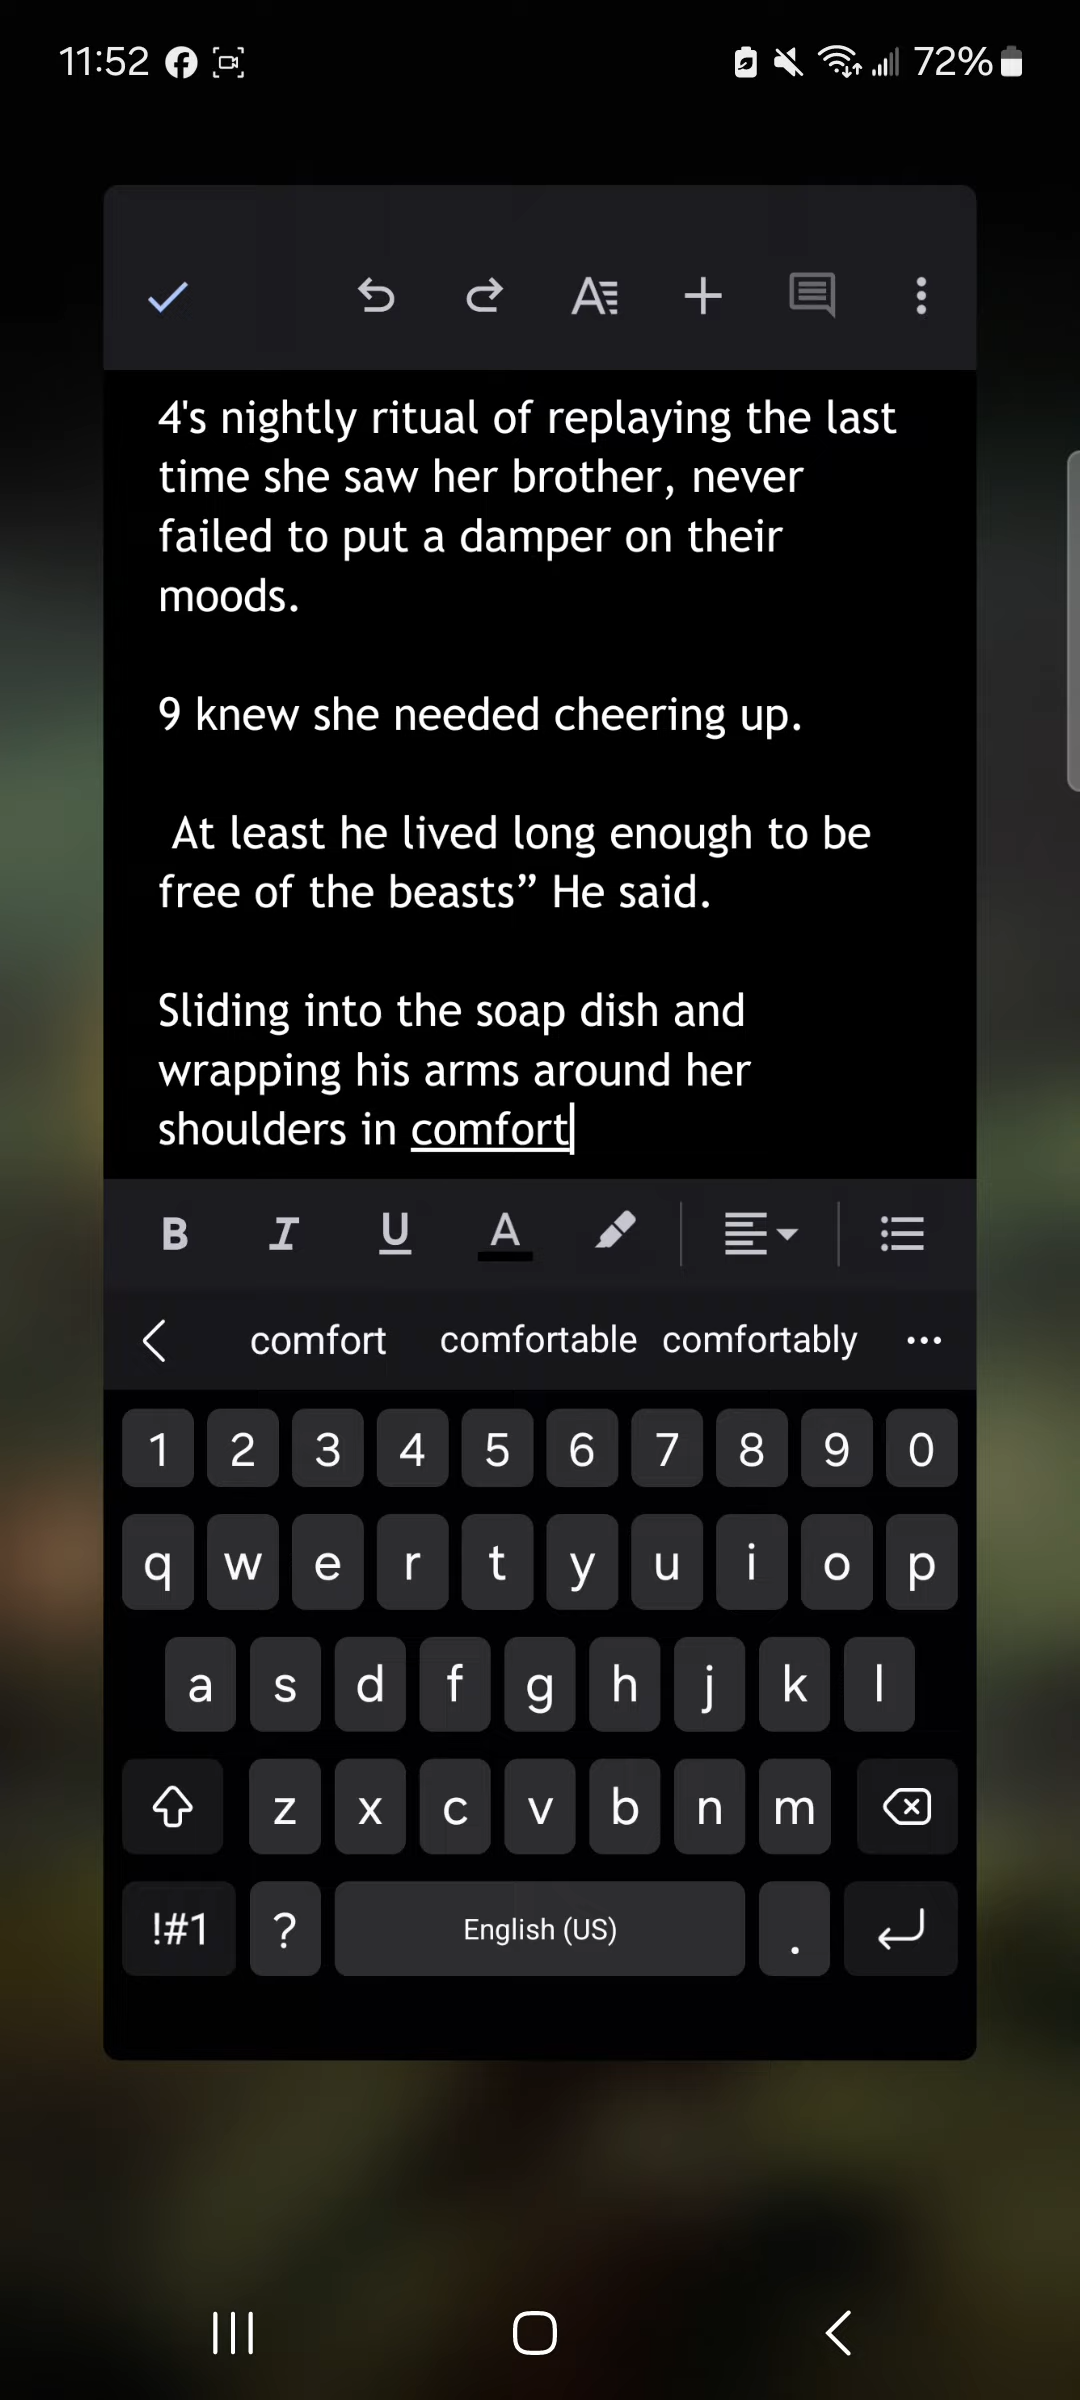 11:52 72%
4's nightly ritual of replaying the last
time she saw her brother, never
failed to put a damper on their
moods.
9 knew she needed cheering up.
At least he lived long enough to be
free of the beasts” He said.
Sliding into the soap dish and
wrapping his arms around her
shoulders in comfort
B I U A
comfort comfortable comfortably
1 2 3 4 5 6 7 8 9 0
q w e r t y u i o p
a s d f g h j k l
z x c v b n m
!#1 ? English (US) .